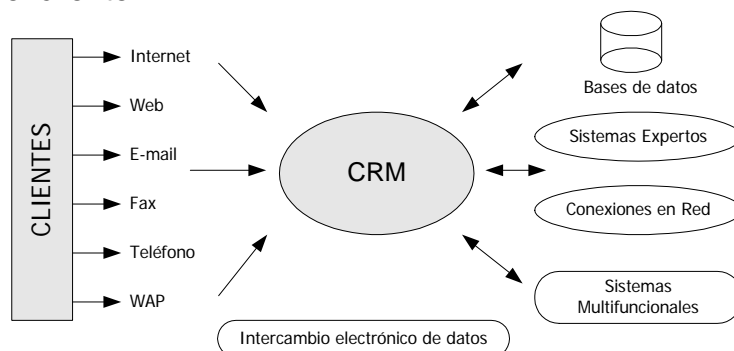 CLIENTES
Internet
Web
E-mail
Fax
Teléfono
WAP
CRM
Bases de datos
Sistemas Expertos
Conexiones en Red
Sistemas
Multifuncionales
Intercambio electrónico de datos